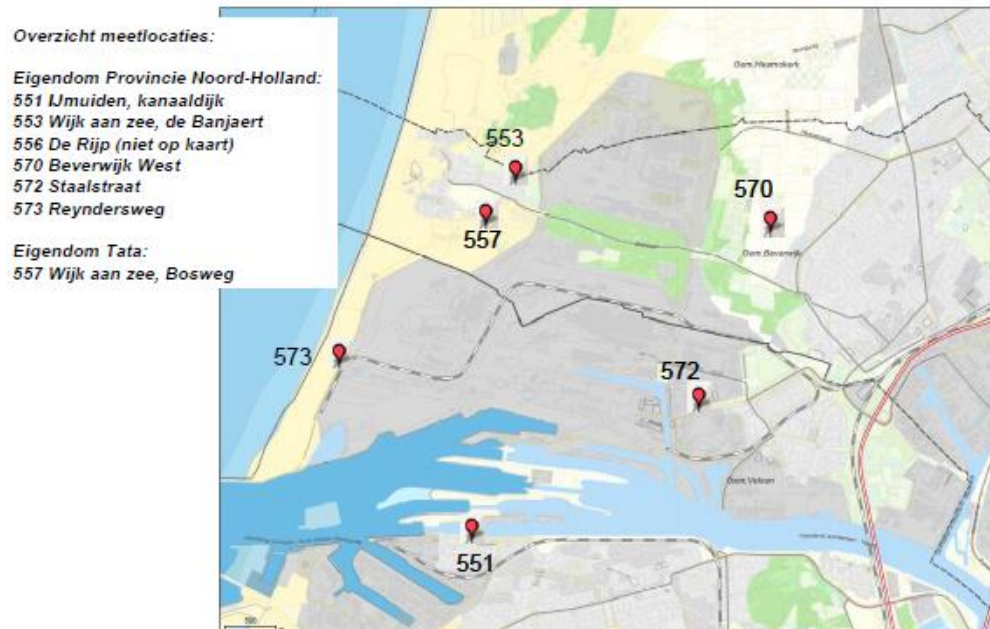 Overzicht meetlocaties:
Eigendom Provincie Noord-Holland:
551 IJmuiden, kanaaldijk
553 Wijk aan zee, de Banjaert
556 De Rijp (niet op kaart)
570 Beverwijk West
572 Staalstraat
573 Reyndersweg
Eigendom Tata:
557 Wijk aan zee, Bosweg
Gem.Heemskerk
553
570
557
Gem.Beverwijk
573
572
Gem.Velsen
551
500